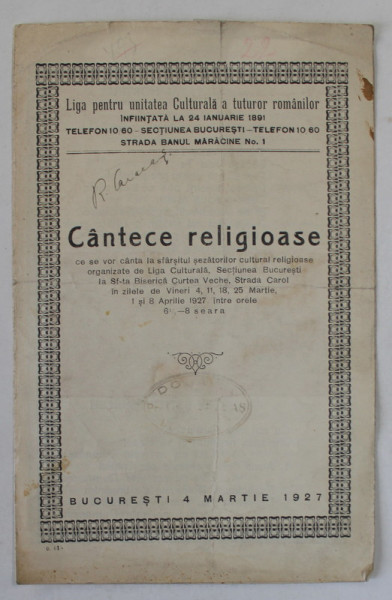 Liga pentru unitatea Culturală a tuturor românilor
ÎNFIINȚATĂ LA 24 IANUARIE 1891
TELEFON 10 60 – SECȚIUNEA BUCUREȘTI – TELEFON 10 60
STRADA BANUL MĂRĂCINE No. 1
Cântece religioase
ce se vor cânta la sfârșitul șezătorilor cultural religioase
organizate de Liga Culturală, Secțiunea București
la Sf-ta Biserică Curtea Veche, Strada Carol
în zilele de Vineri 4, 11, 18, 25 Martie,
1 și 8 Aprilie 1927 între orele
–8 seara
BUCUREȘTI 4 MARTIE 1927